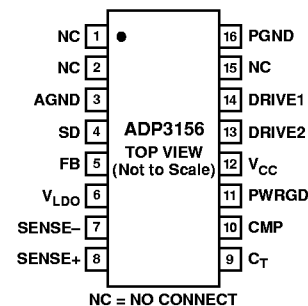 NC 1 16 PGND
NC 2 15 NC
AGND 3 14 DRIVE1
SD 4 ADP3156 13 DRIVE2
TOP VIEW
FB 5 (Not to Scale) 12 VCC
VLDO 6 11 PWRGD
SENSE– 7 10 CMP
SENSE+ 8 9 CT
NC = NO CONNECT